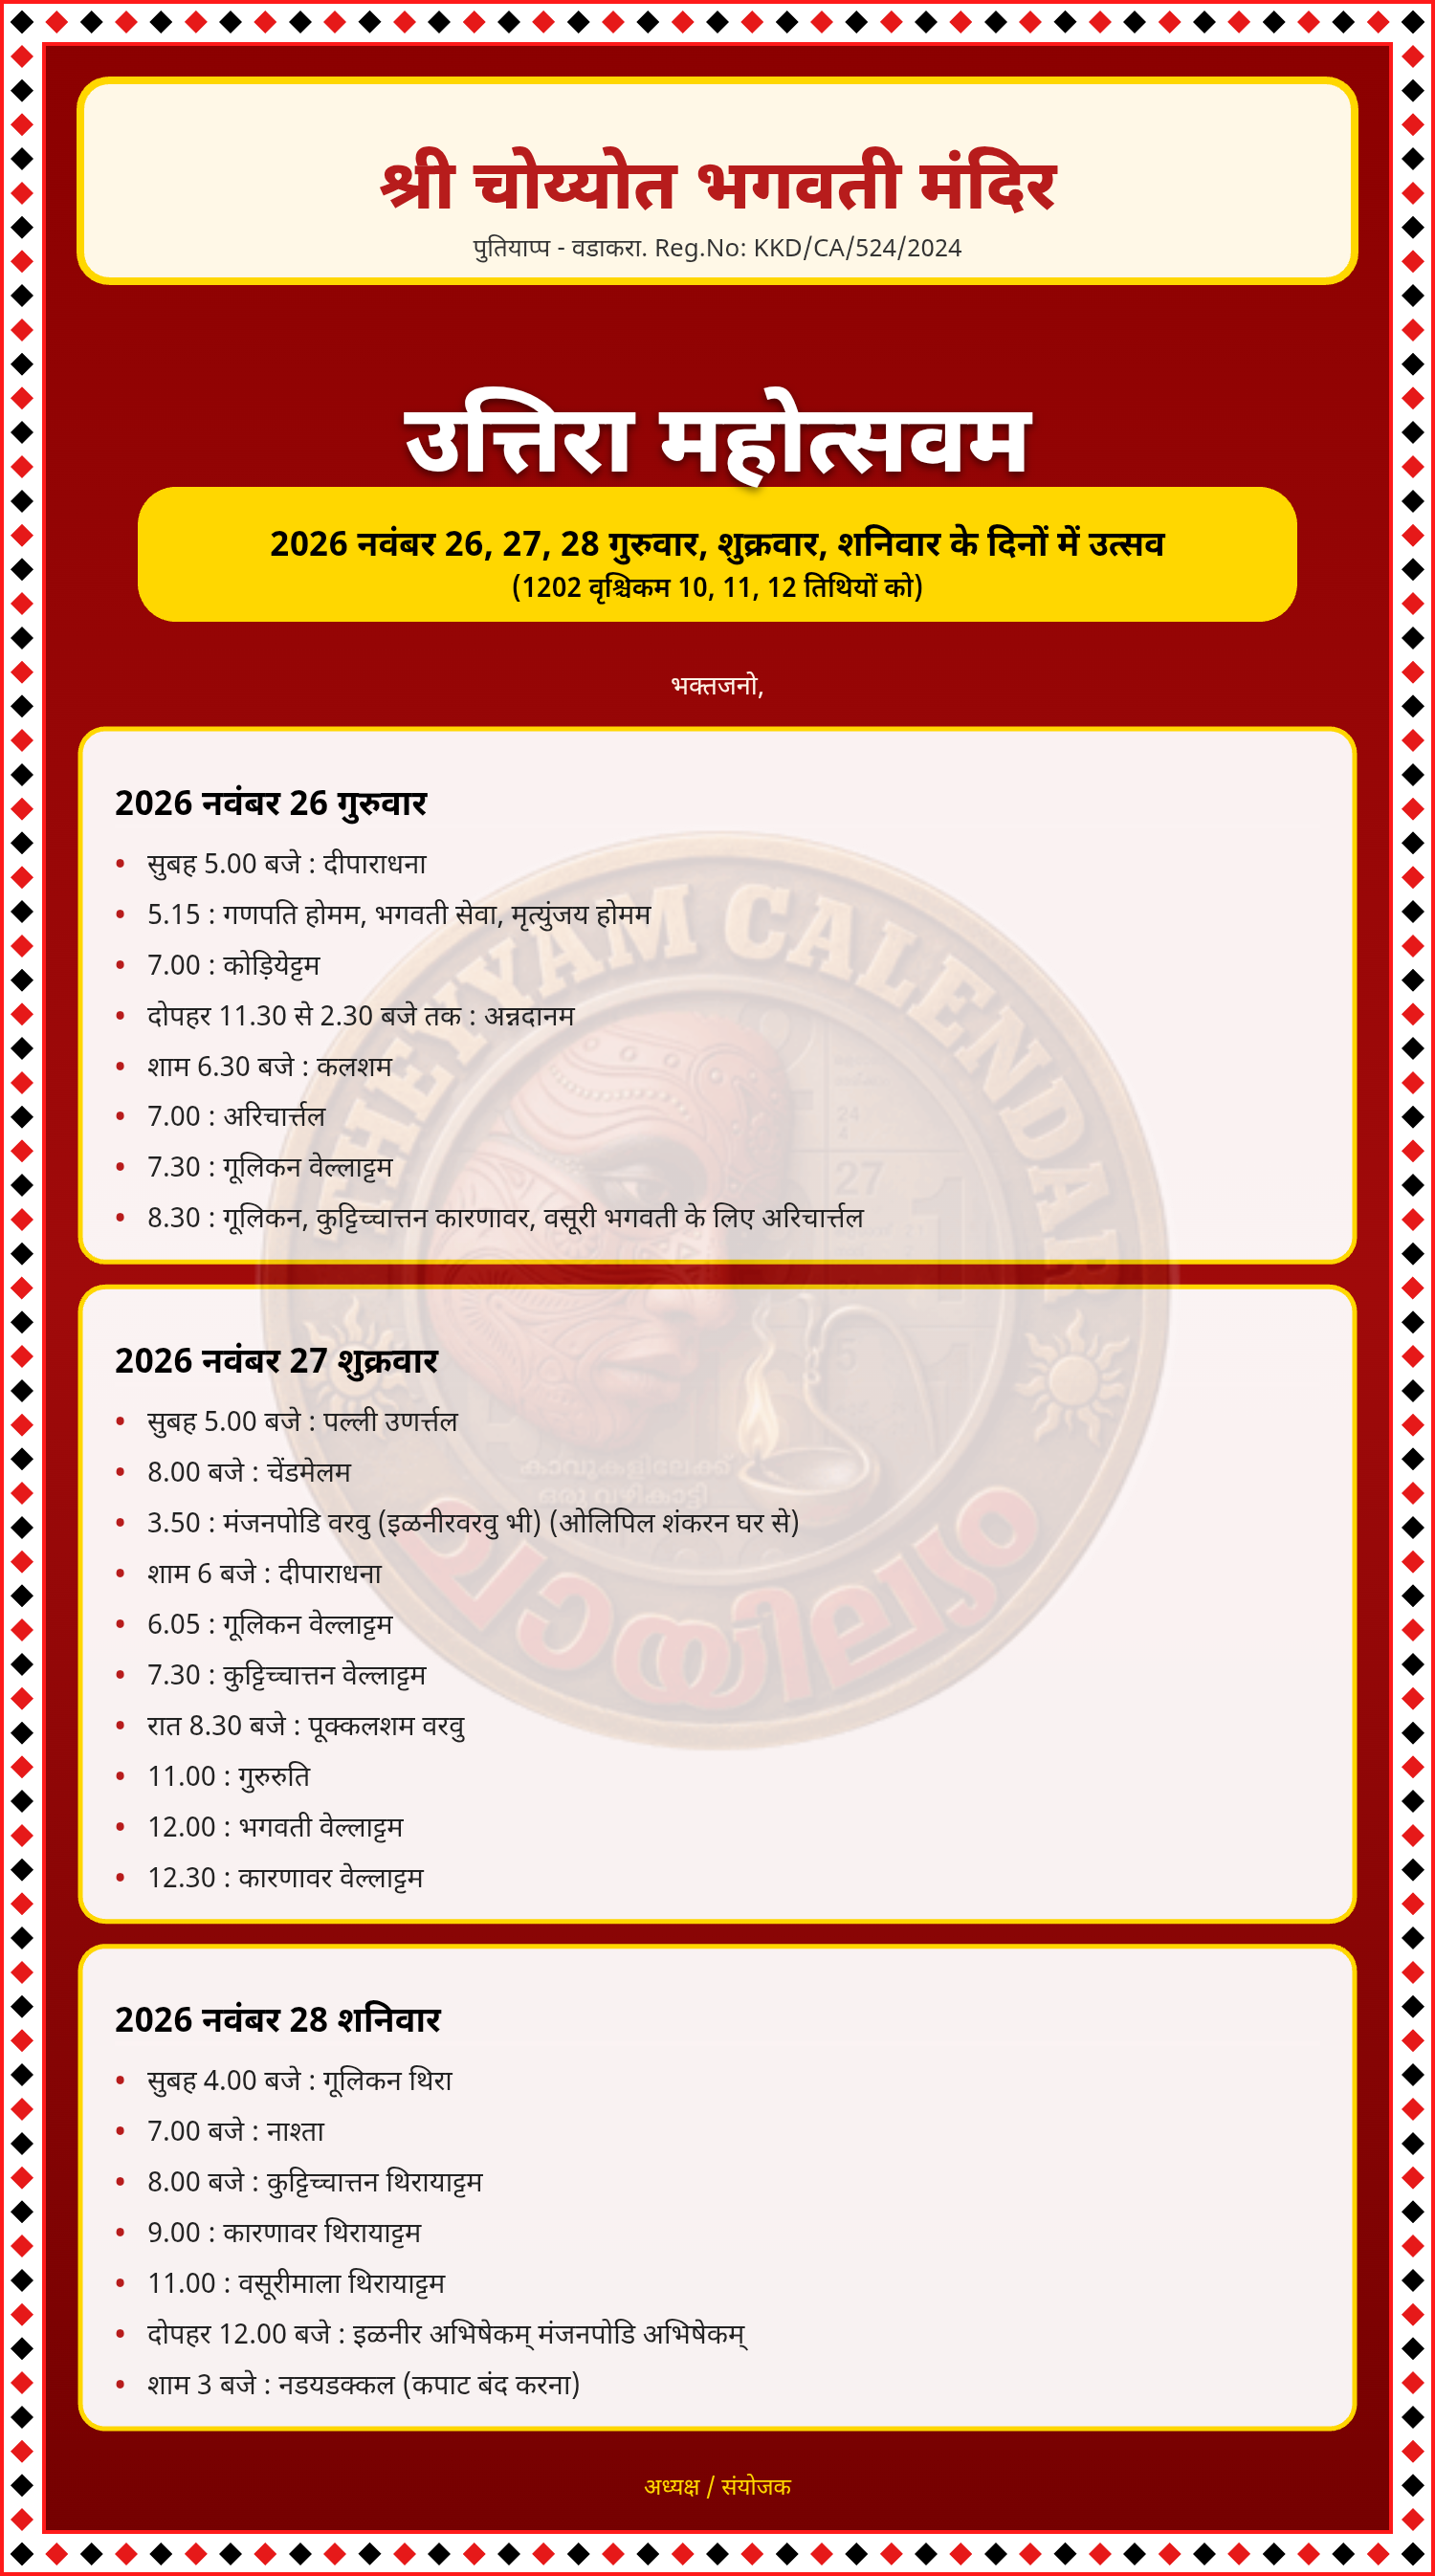 श्री चोय्योत भगवती मंदिर
पुतियाप्प - वडाकरा. Reg.No: KKD/CA/524/2024
उत्तिरा महोत्सवम
2026 नवंबर 26, 27, 28 गुरुवार, शुक्रवार, शनिवार के दिनों में उत्सव
(1202 वृश्चिकम 10, 11, 12 तिथियों को)
भक्तजनो,
2026 नवंबर 26 गुरुवार
• सुबह 5.00 बजे : दीपाराधना
• 5.15 : गणपति होमम, भगवती सेवा, मृत्युंजय होमम
• 7.00 : कोड़ियेट्टम
• दोपहर 11.30 से 2.30 बजे तक : अन्नदानम
• शाम 6.30 बजे : कलशम
• 7.00 : अरिचार्त्तल
• 7.30 : गूलिकन वेल्लाट्टम
• 8.30 : गूलिकन, कुट्टिच्चात्तन कारणावर, वसूरी भगवती के लिए अरिचार्त्तल
THEYYAM CALENDAR
2026 नवंबर 27 शुक्रवार
• सुबह 5.00 बजे : पल्ली उणर्त्तल
• 8.00 बजे : चेंडमेलम
• 3.50 : मंजनपोडि वरवु (इळनीरवरवु भी) (ओलिपिल शंकरन घर से)
• शाम 6 बजे : दीपाराधना
• 6.05 : गूलिकन वेल्लाट्टम
• 7.30 : कुट्टिच्चात्तन वेल्लाट्टम
• रात 8.30 बजे : पूक्कलशम वरवु
• 11.00 : गुरुरुति
• 12.00 : भगवती वेल्लाट्टम
• 12.30 : कारणावर वेल्लाट्टम
കാവുകളിലേക്ക്
ഒരു വഴികാട്ടി
വായില്യം
2026 नवंबर 28 शनिवार
• सुबह 4.00 बजे : गूलिकन थिरा
• 7.00 बजे : नाश्ता
• 8.00 बजे : कुट्टिच्चात्तन थिरायाट्टम
• 9.00 : कारणावर थिरायाट्टम
• 11.00 : वसूरीमाला थिरायाट्टम
• दोपहर 12.00 बजे : इळनीर अभिषेकम् मंजनपोडि अभिषेकम्
• शाम 3 बजे : नडयडक्कल (कपाट बंद करना)
अध्यक्ष / संयोजक